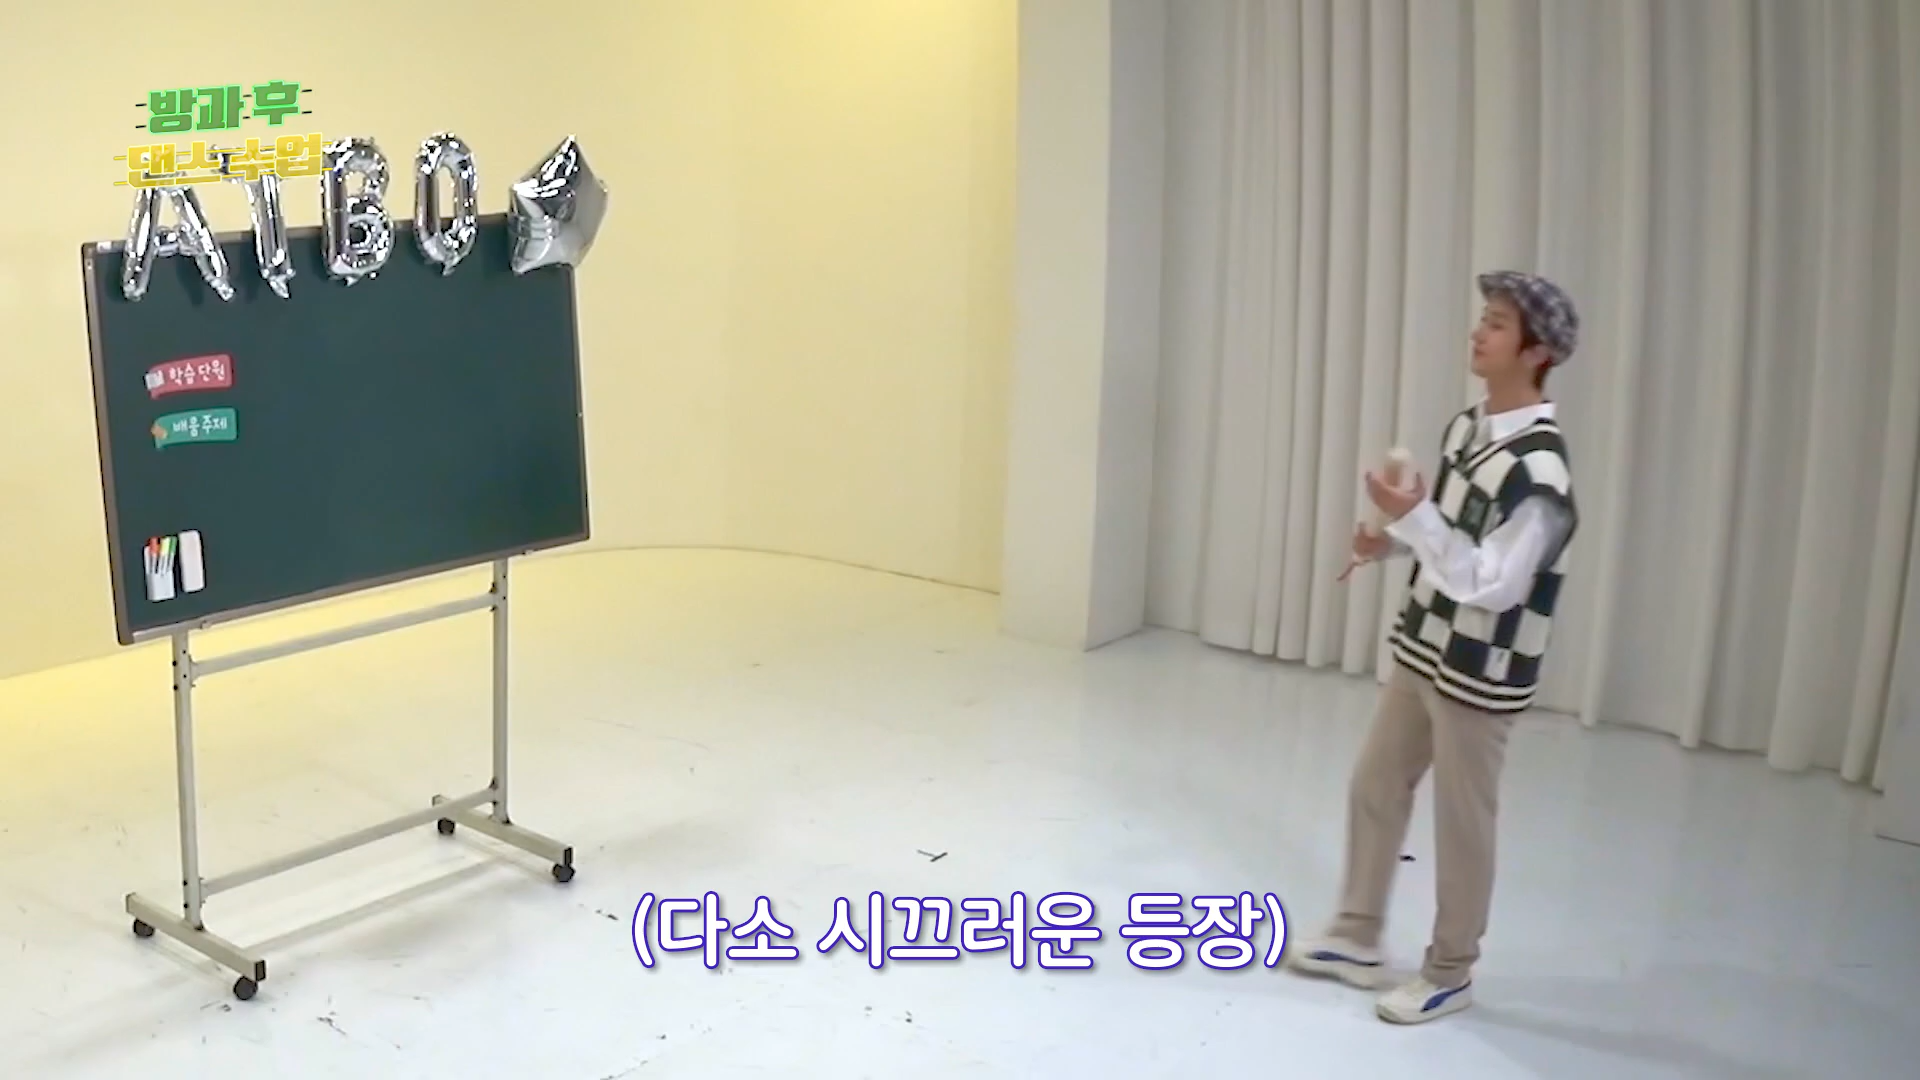 방과 후
댄스 수업
ATBO
학습 단원
배움 주제
(다소 시끄러운 등장)